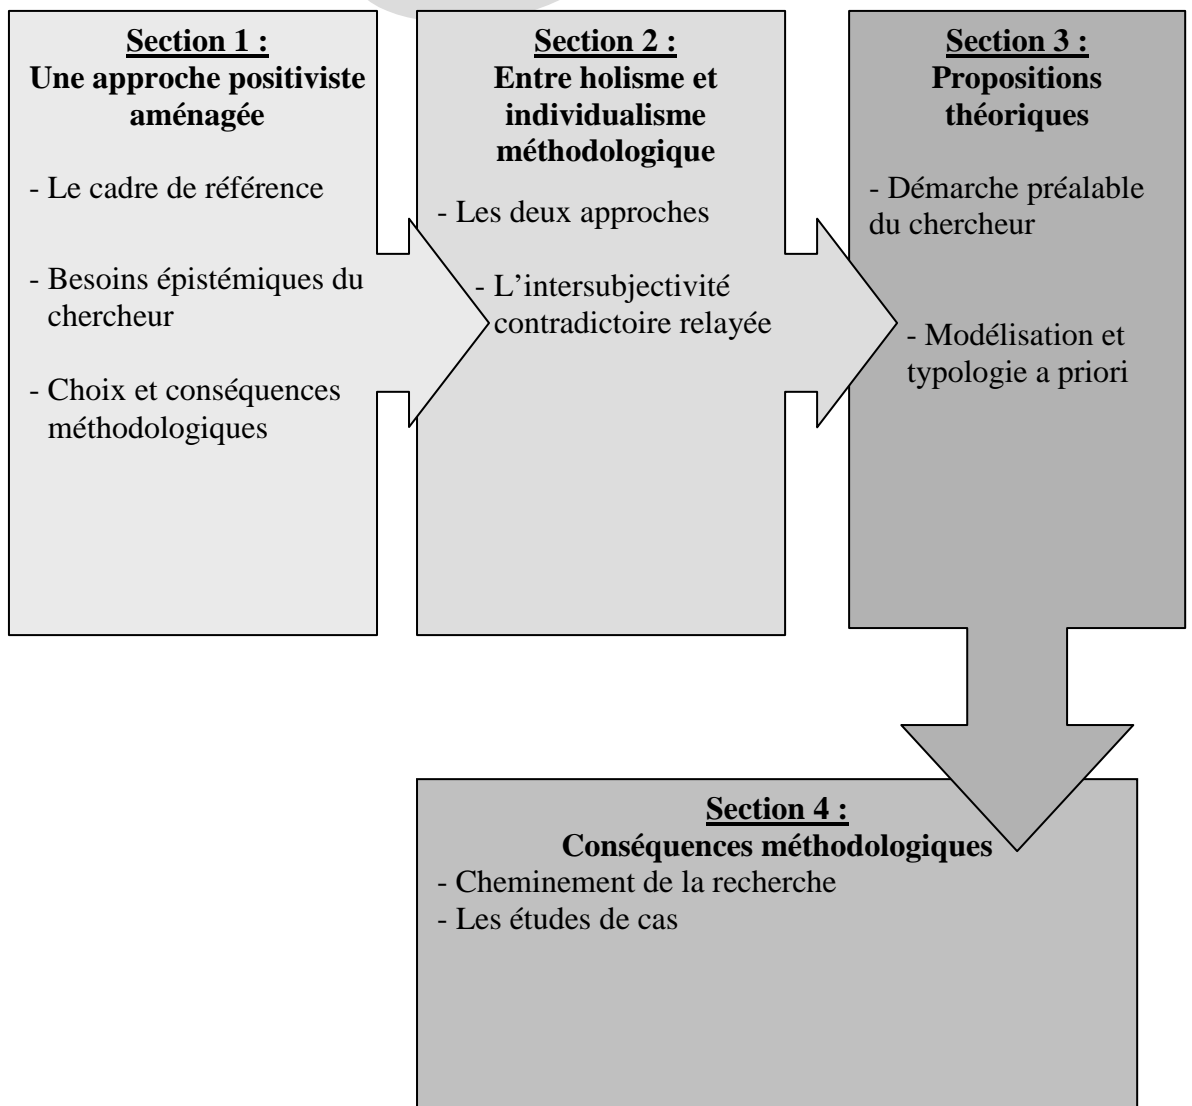 Section 1 :
Une approche positiviste
aménagée
- Le cadre de référence
- Besoins épistémiques du
chercheur
- Choix et conséquences
méthodologiques
Section 2 :
Entre holisme et
individualisme
méthodologique
- Les deux approches
- L’intersubjectivité
contradictoire relayée
Section 3 :
Propositions
théoriques
- Démarche préalable
du chercheur
- Modélisation et
typologie a priori
Section 4 :
Conséquences méthodologiques
- Cheminement de la recherche
- Les études de cas